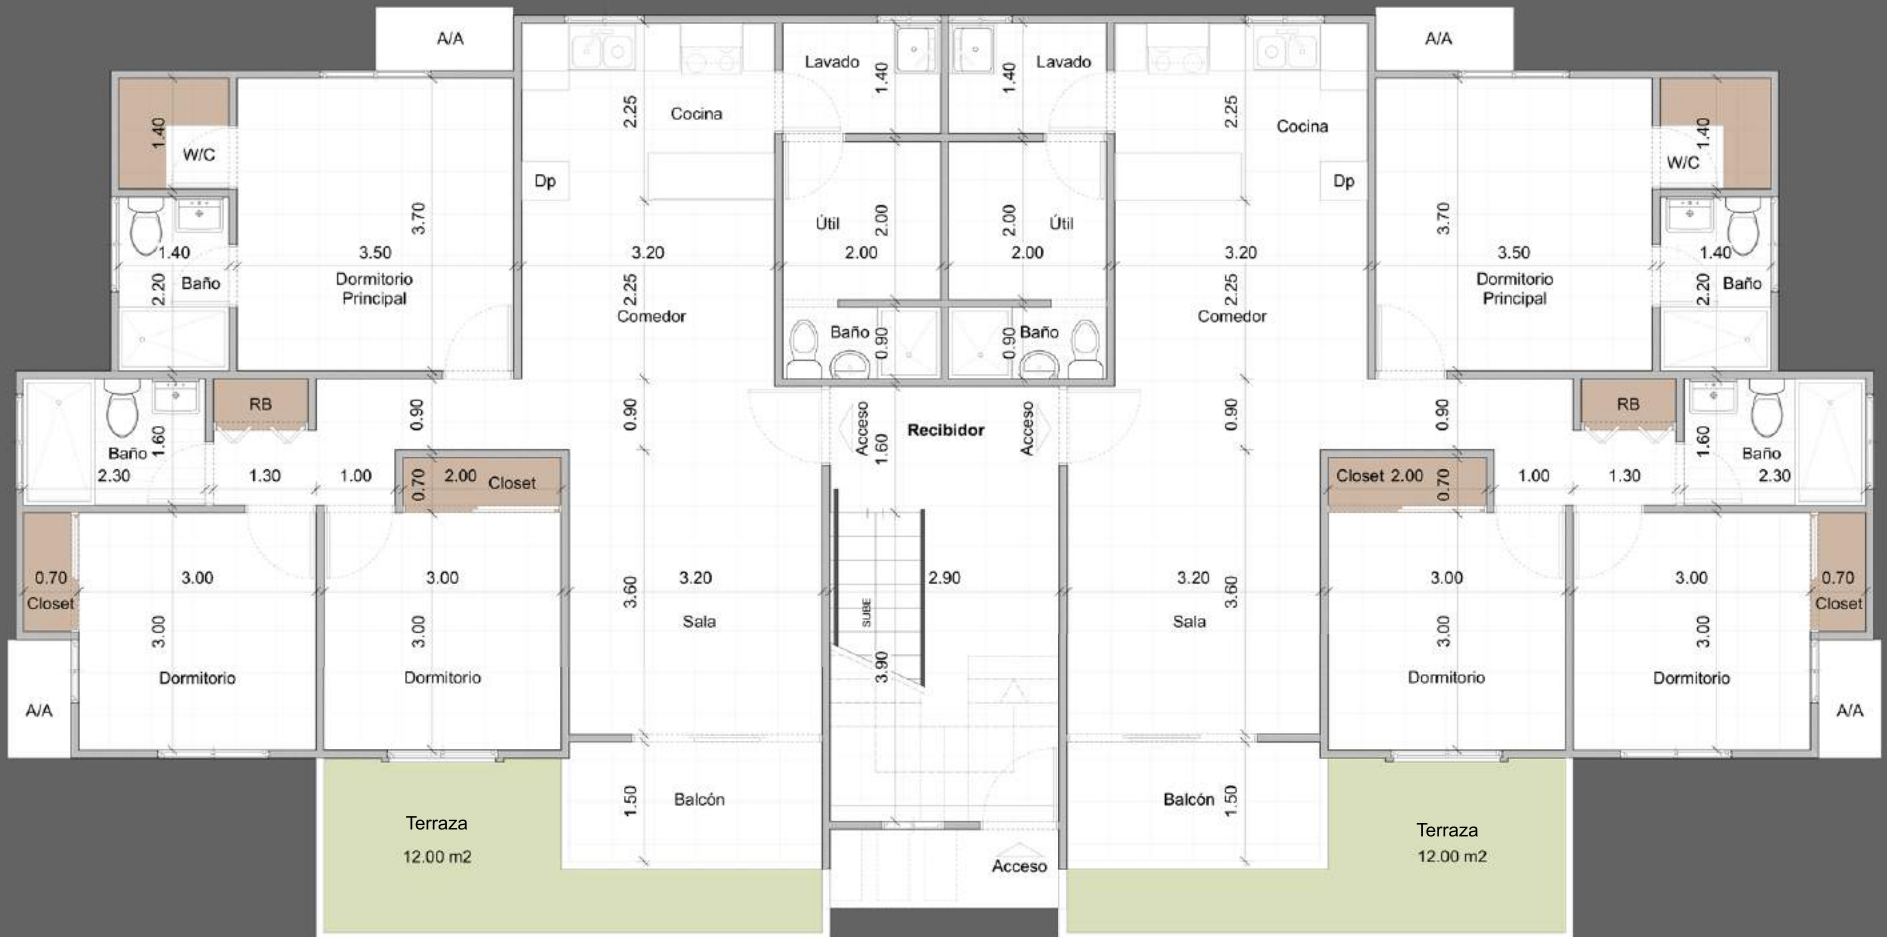 A/A
A/A
Lavado
1.40
1.40
Lavado
2.25
Cocina
2.25
Cocina
1.40
W/C
1.40
W/C
Dp
Dp
3.70
Útil
2.00
2.00
2.00
Útil
2.00
3.70
1.40
2.20
Baño
3.50
Dormitorio
Principal
3.20
2.25
Comedor
3.20
2.25
Comedor
3.50
Dormitorio
Principal
1.40
2.20
Baño
Baño
0.90
0.90
Baño
RB
0.90
0.90
Acceso
1.60
Recibidor
Acceso
0.90
0.90
RB
Baño
1.60
2.30
1.30
1.00
0.70
2.00
Closet
Closet
2.00
0.70
1.00
1.30
1.60
Baño
2.30
0.70
Closet
3.00
3.00
3.00
3.00
3.60
3.20
Sala
SUBE
2.90
3.90
3.20
3.60
Sala
3.00
3.00
3.00
3.00
0.70
Closet
Dormitorio
Dormitorio
Dormitorio
Dormitorio
A/A
A/A
Terraza
12.00 m2
1.50
Balcón
Balcón
1.50
Terraza
12.00 m2
Acceso